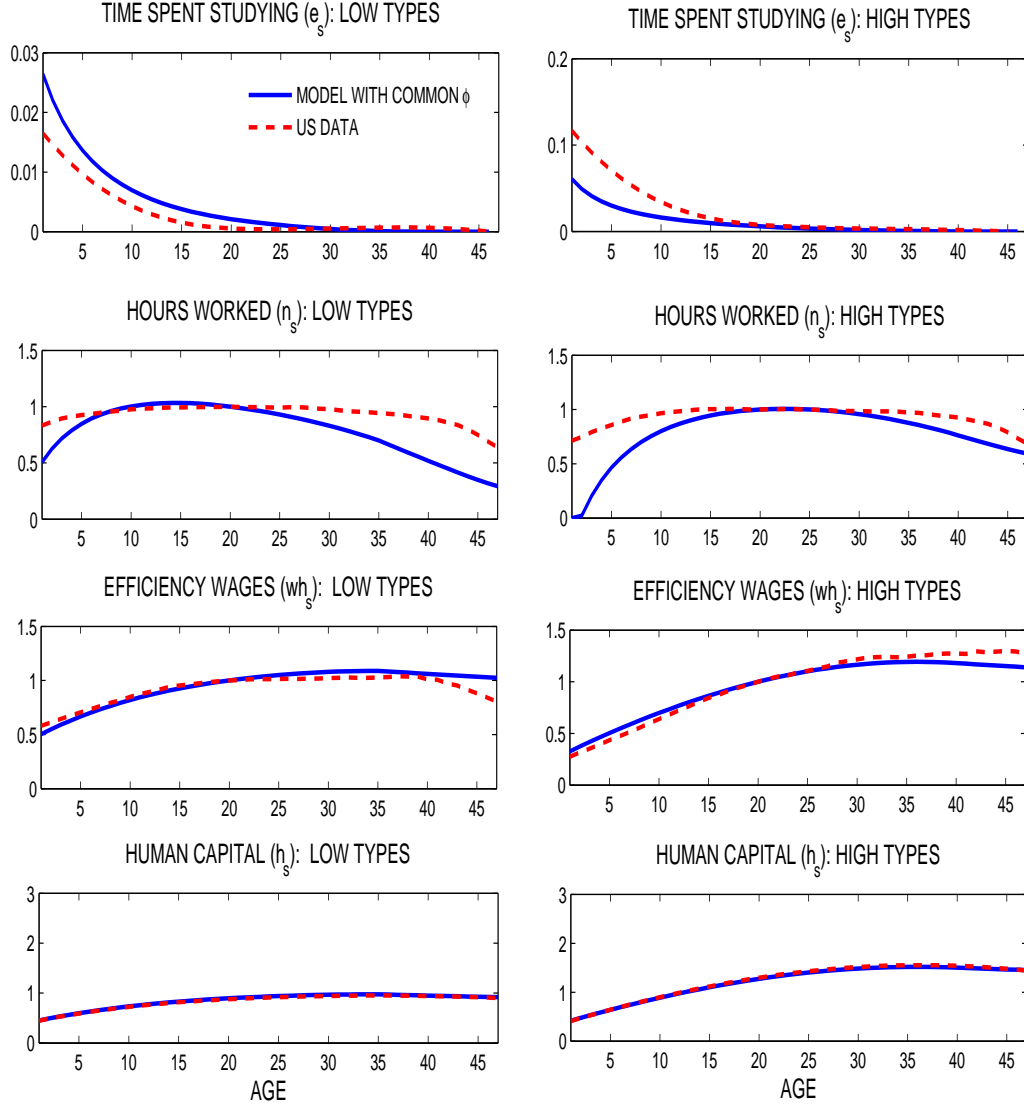 TIME SPENT STUDYING (e_s): LOW TYPES
0.03
0.02
0.01
0
MODEL WITH COMMON ϕ
US DATA
5 10 15 20 25 30 35 40 45
TIME SPENT STUDYING (e_s): HIGH TYPES
0.2
0.1
0
5 10 15 20 25 30 35 40 45
HOURS WORKED (n_s): LOW TYPES
1.5
1
0.5
0
5 10 15 20 25 30 35 40 45
HOURS WORKED (n_s): HIGH TYPES
1.5
1
0.5
0
5 10 15 20 25 30 35 40 45
EFFICIENCY WAGES (wh_s): LOW TYPES
1.5
1
0.5
0
5 10 15 20 25 30 35 40 45
EFFICIENCY WAGES (wh_s): HIGH TYPES
1.5
1
0.5
0
5 10 15 20 25 30 35 40 45
HUMAN CAPITAL (h_s): LOW TYPES
3
2
1
0
5 10 15 20 25 30 35 40 45
AGE
HUMAN CAPITAL (h_s): HIGH TYPES
3
2
1
0
5 10 15 20 25 30 35 40 45
AGE